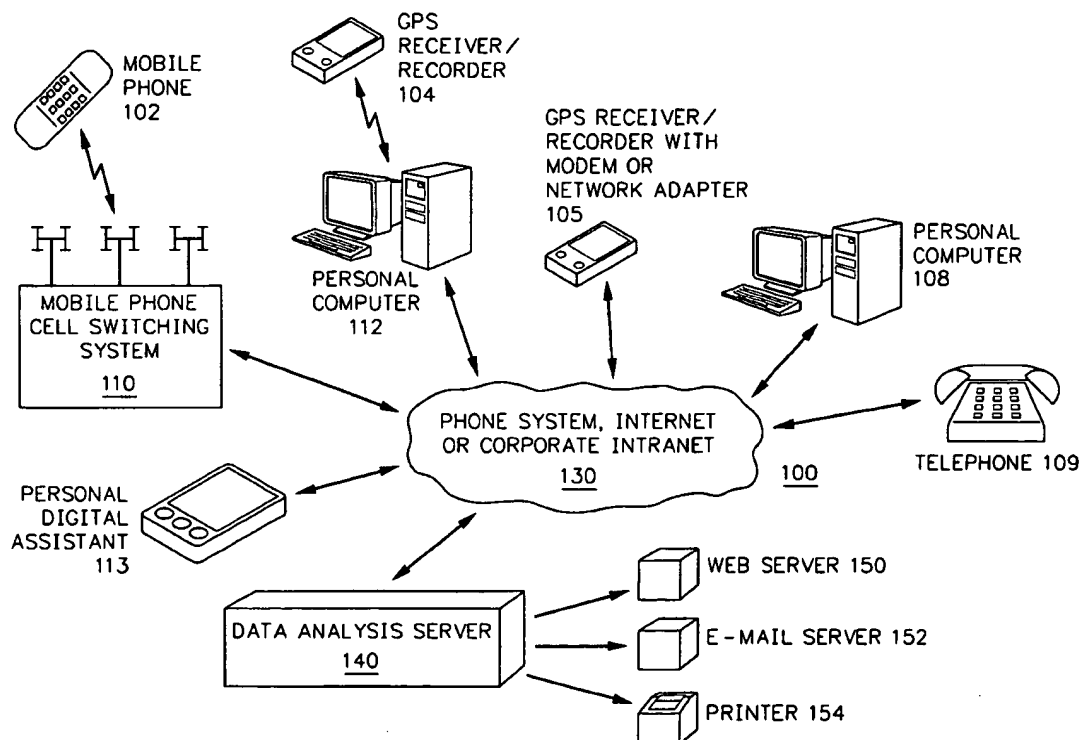 MOBILE
PHONE
102
GPS
RECEIVER/
RECORDER
104
GPS RECEIVER/
RECORDER WITH
MODEM OR
NETWORK ADAPTER
105
PERSONAL
COMPUTER
108
PERSONAL
COMPUTER
112
MOBILE PHONE
CELL SWITCHING
SYSTEM
110
PHONE SYSTEM, INTERNET
OR CORPORATE INTRANET
130
100
TELEPHONE 109
PERSONAL
DIGITAL
ASSISTANT
113
DATA ANALYSIS SERVER
140
WEB SERVER 150
E-MAIL SERVER 152
PRINTER 154